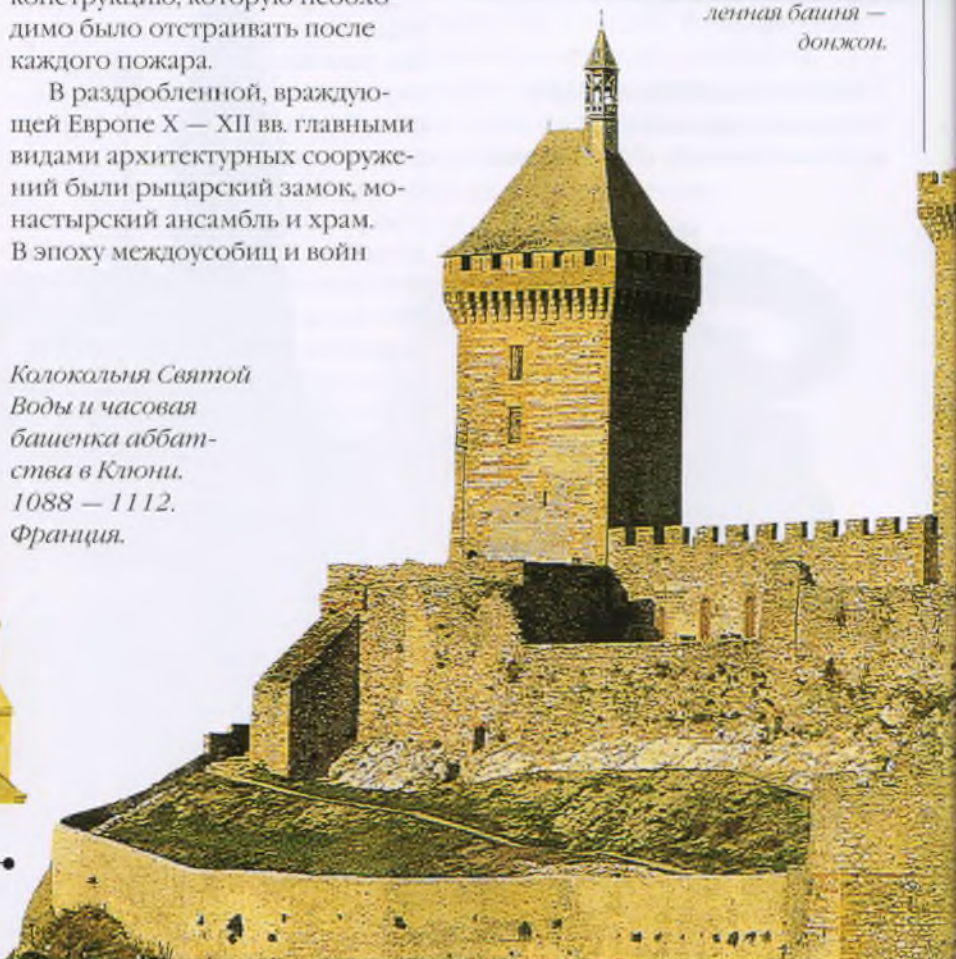 конструкцию, которую необхо-
димо было отстраивать после
каждого пожара.
В раздробленной, враждую-
щей Европе X — XII вв. главными
видами архитектурных сооруже-
ний были рыцарский замок, мо-
настырский ансамбль и храм.
В эпоху междоусобиц и войн
ленная башня —
донжон.
Колокольня Святой
Воды и часовая
башенка аббат-
ства в Клюни.
1088 — 1112.
Франция.